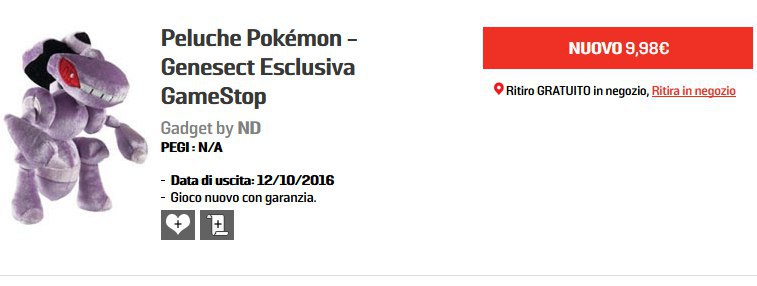 Peluche Pokémon –
Genesect Esclusiva
GameStop
Gadget by ND
PEGI : N/A
- Data di uscita: 12/10/2016
- Gioco nuovo con garanzia.
NUOVO 9,98€
Ritiro GRATUITO in negozio, Ritira in negozio